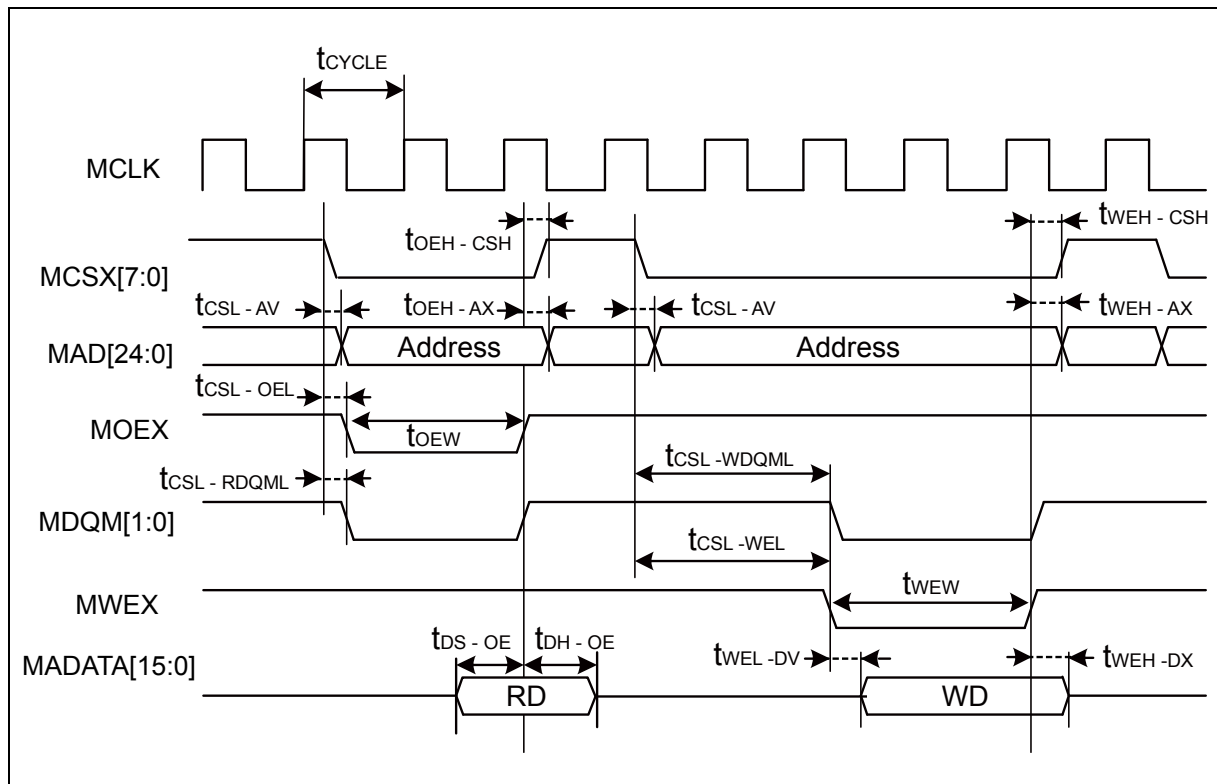 tCYCLE
MCLK
tOEH - CSH
tWEH - CSH
MCSX[7:0]
tCSL - AV
tOEH - AX
tCSL - AV
tWEH - AX
MAD[24:0]
Address
Address
tCSL - OEL
MOEX
tOEW
tCSL -WDQML
tCSL - RDQML
MDQM[1:0]
tCSL -WEL
MWEX
tWEW
tDS - OE
tDH - OE
MADATA[15:0]
tWEL -DV
tWEH -DX
RD
WD